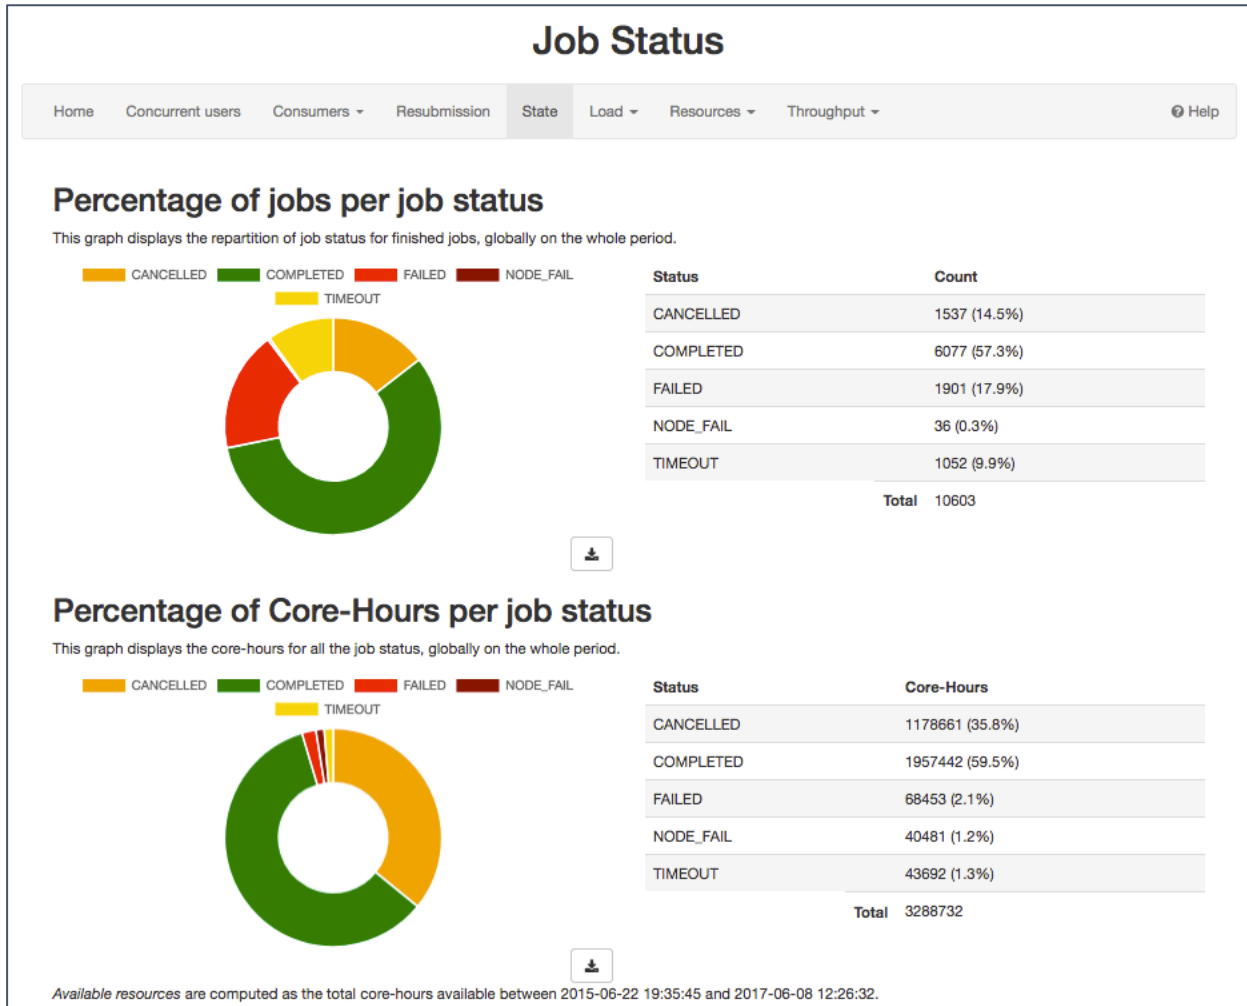 Job Status
Home Concurrent users Consumers Resubmission State Load Resources Throughput Help
Percentage of jobs per job status
This graph displays the repartition of job status for finished jobs, globally on the whole period.
CANCELLED COMPLETED FAILED NODE_FAIL
TIMEOUT
Status Count
CANCELLED 1537 (14.5%)
COMPLETED 6077 (57.3%)
FAILED 1901 (17.9%)
NODE_FAIL 36 (0.3%)
TIMEOUT 1052 (9.9%)
Total 10603
Percentage of Core-Hours per job status
This graph displays the core-hours for all the job status, globally on the whole period.
CANCELLED COMPLETED FAILED NODE_FAIL
TIMEOUT
Status Core-Hours
CANCELLED 1178661 (35.8%)
COMPLETED 1957442 (59.5%)
FAILED 68453 (2.1%)
NODE_FAIL 40481 (1.2%)
TIMEOUT 43692 (1.3%)
Total 3288732
Available resources are computed as the total core-hours available between 2015-06-22 19:35:45 and 2017-06-08 12:26:32.